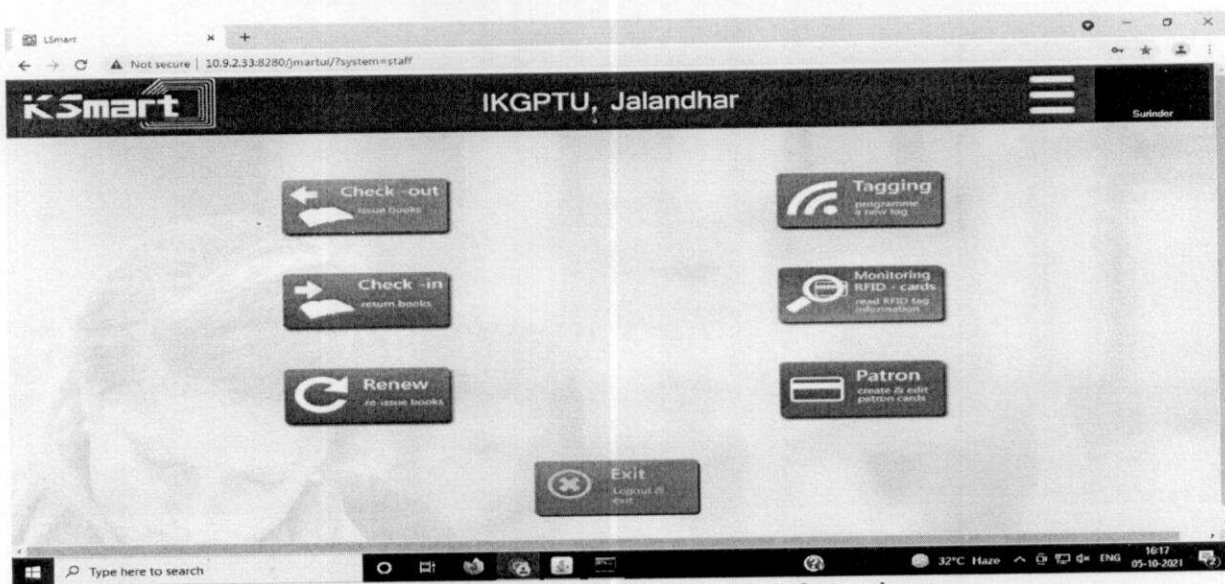 LSmart
Not secure | 10.9.2.33:8280/jmartui/?system=staff
KSmart
IKGPTU, Jalandhar
Surinder
Check -out
issue books
Tagging
programme
a new tag
Check -in
return books
Monitoring
RFID - cards
read RFID tag
information
Renew
re-issue books
Patron
create & edit
patron cards
Exit
Logout &
exit
Type here to search
32°C Haze
ENG
16:17
05-10-2021